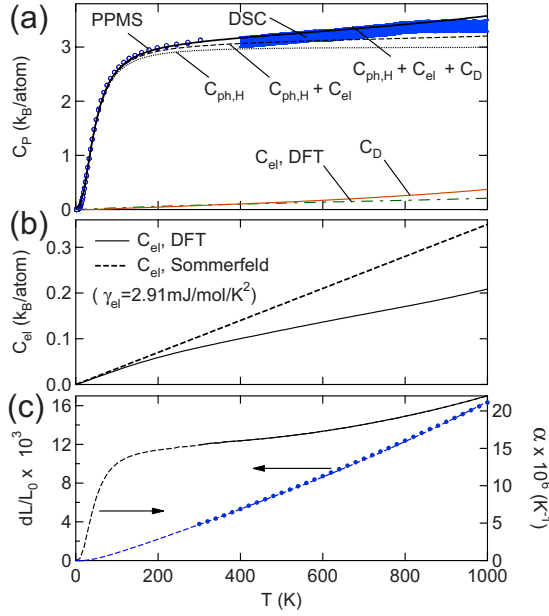 (a)
PPMS
DSC
C_ph,H
C_ph,H + C_el
C_ph,H + C_el + C_D
C_el, DFT
C_D
C_P (k_B/atom)
4
3
2
1
0
(b)
C_el, DFT
C_el, Sommerfeld
( γ_el=2.91mJ/mol/K²)
C_el (k_B/atom)
0.3
0.2
0.1
0.0
(c)
dL/L_0 x 10³
16
12
8
4
0
α x 10⁶ (K⁻¹)
20
15
10
5
0
0 200 400 600 800 1000
T (K)